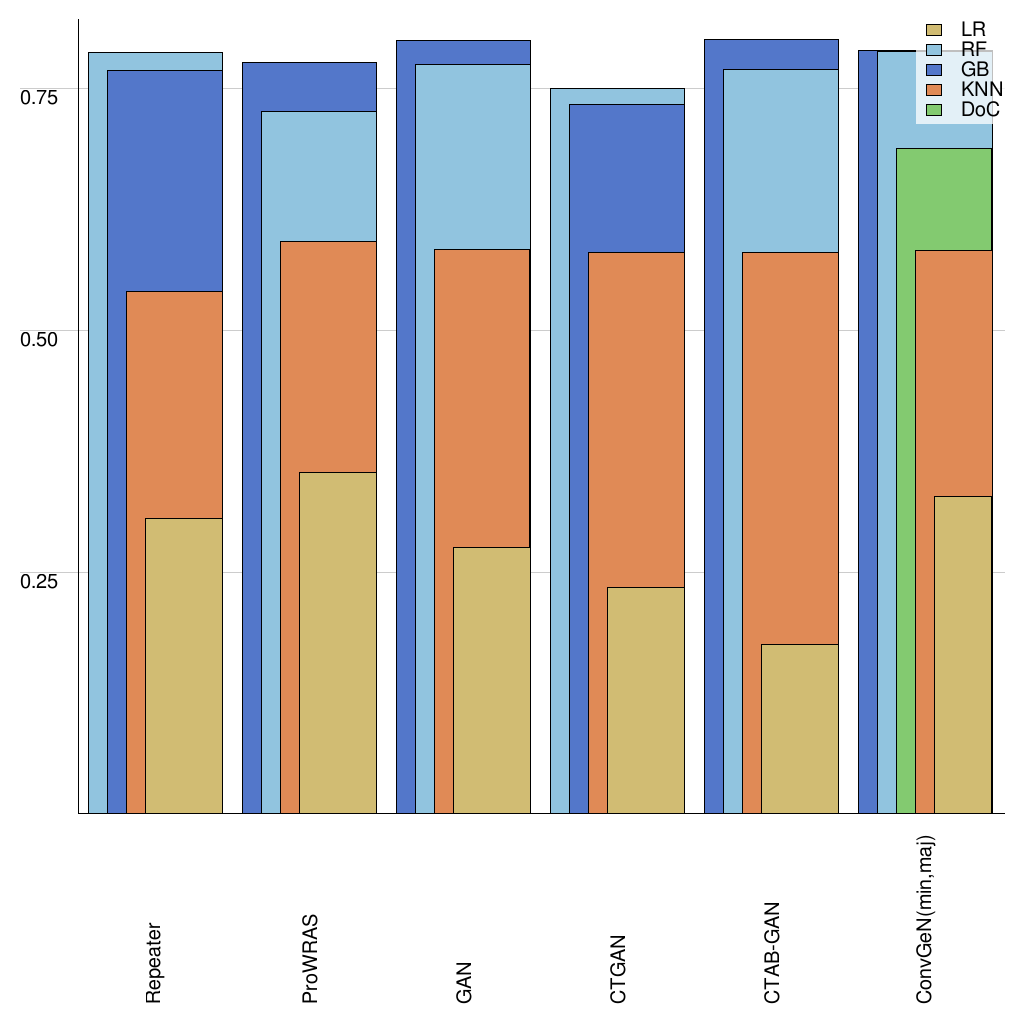 LR
RF
GB
KNN
DoC
0.75
0.50
0.25
Repeater
ProWRAS
GAN
CTGAN
CTAB-GAN
ConvGeN(min,maj)